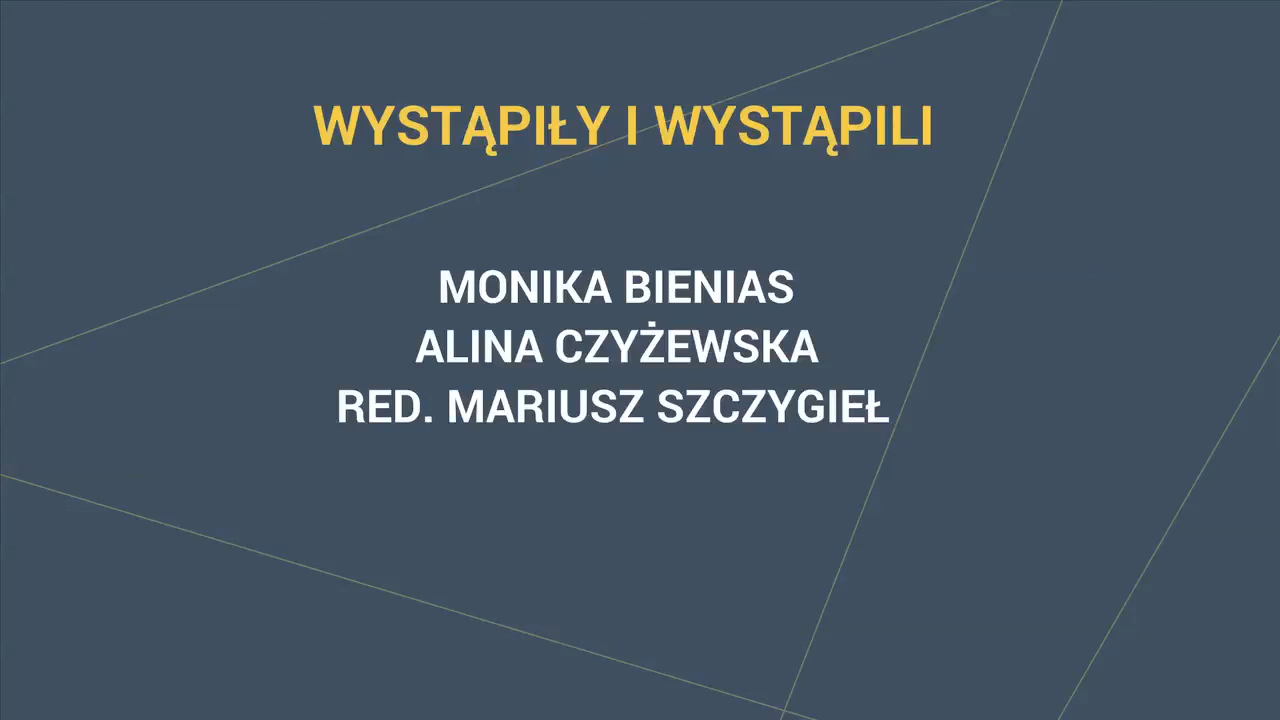 WYSTĄPIŁY I WYSTĄPILI
MONIKA BIENIAS
ALINA CZYŻEWSKA
RED. MARIUSZ SZCZYGIEŁ